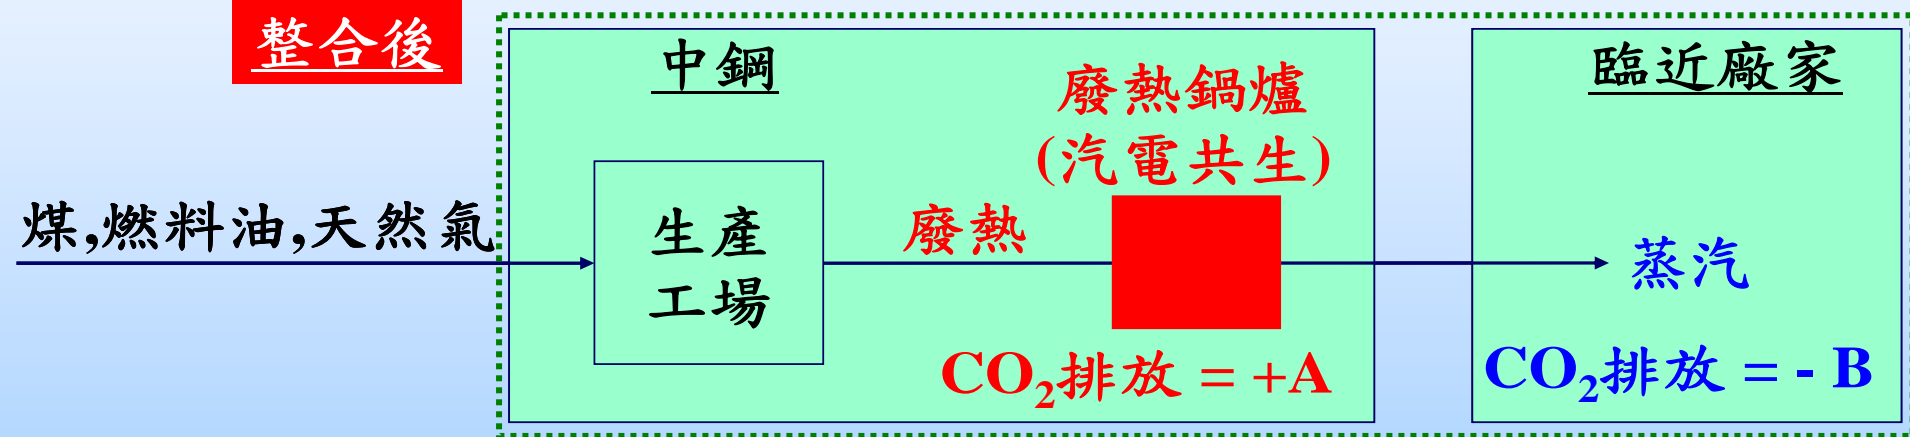 整合後
中鋼
臨近廠家
廢熱鍋爐
(汽電共生)
煤,燃料油,天然氣
生產
工場
廢熱
蒸汽
CO₂排放 = +A
CO₂排放 = - B